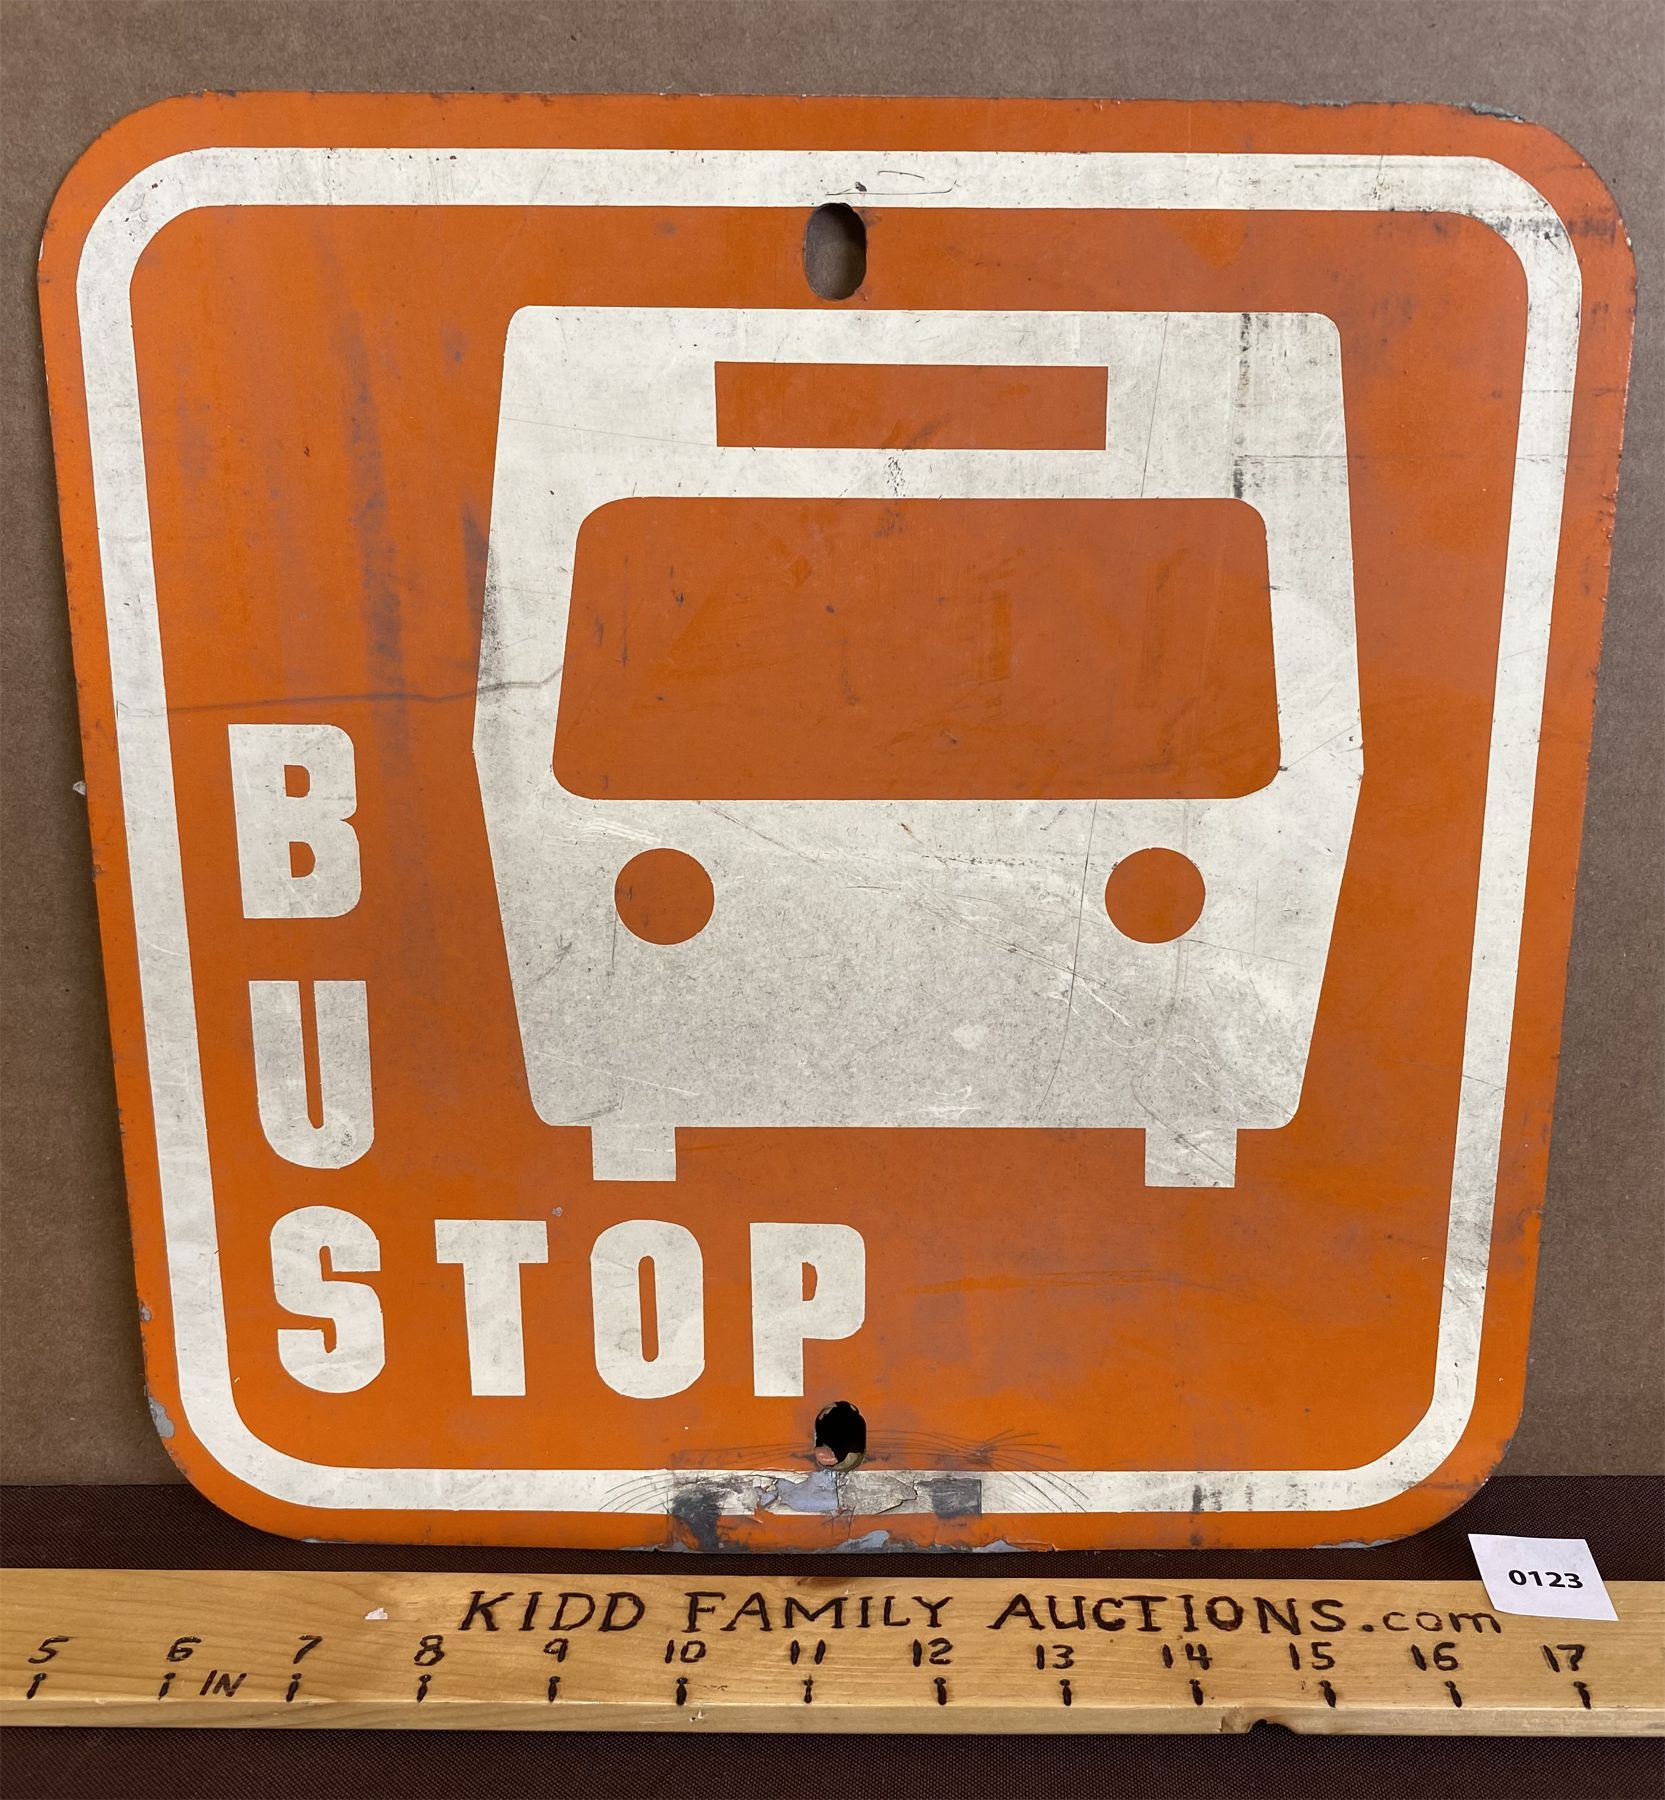 B
U
STOP
0123
KIDD FAMILY AUCTIONS.com
5 6 7 8 9 10 11 12 13 14 15 16 17
IN